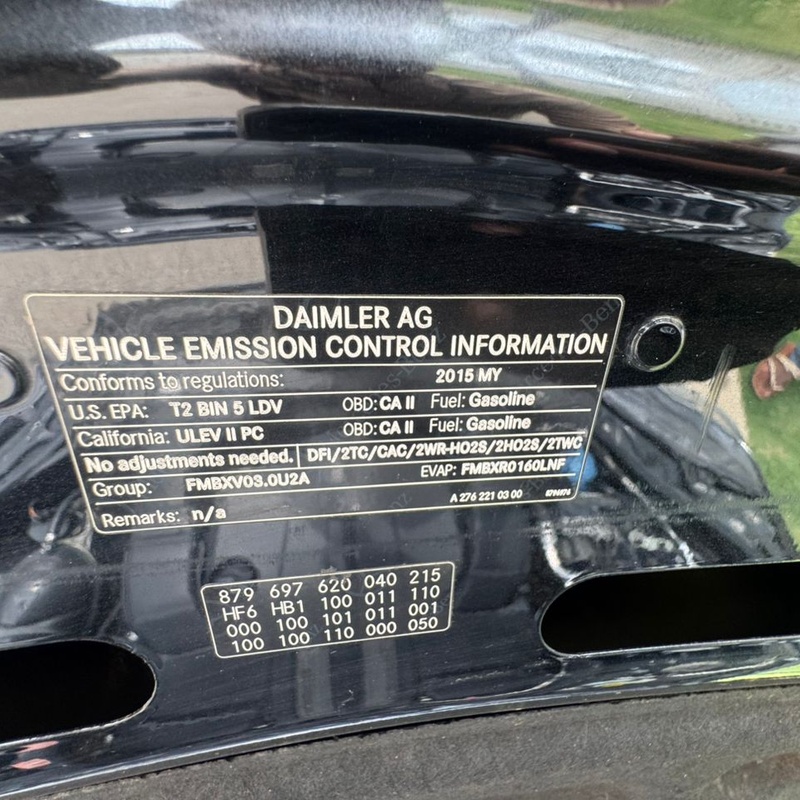 DAIMLER AG
VEHICLE EMISSION CONTROL INFORMATION
Conforms to regulations: 2015 MY
U.S. EPA: T2 BIN 5 LDV OBD: CA II Fuel: Gasoline
California: ULEV II PC OBD: CA II Fuel: Gasoline
No adjustments needed. DFI/2TC/CAC/2WR-HO2S/2HO2S/2TWC
Group: FMBXV03.0U2A EVAP: FMBXR0160LNF
Remarks: n/a A 276 221 03 00
879 697 620 040 215
HF6 HB1 100 011 110
000 100 101 011 001
100 100 110 000 050